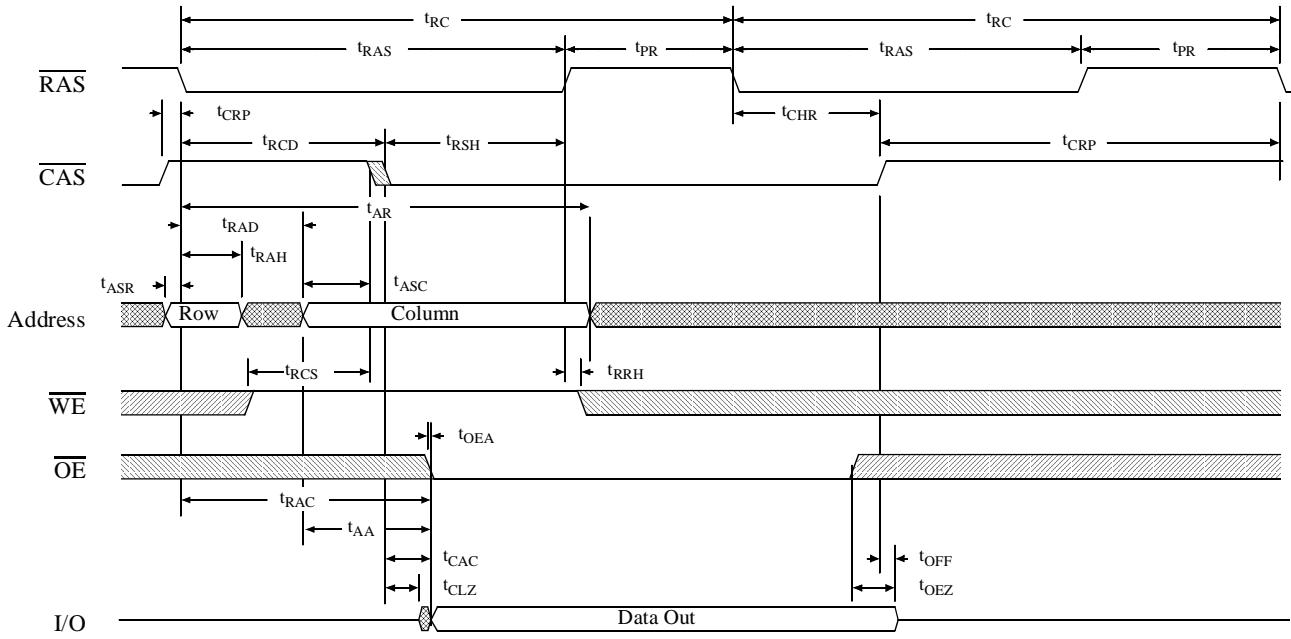 tRC tRC
tRAS tPR tRAS tPR
RAS
tCRP tCHR
tRCD tRSH tCRP
CAS
tAR
tRAD
tRAH
tASR tASC
Address Row Column
tRCS tRRH
WE
tOEA
OE
tRAC
tAA
tCAC tOFF
tCLZ tOEZ
I/O Data Out